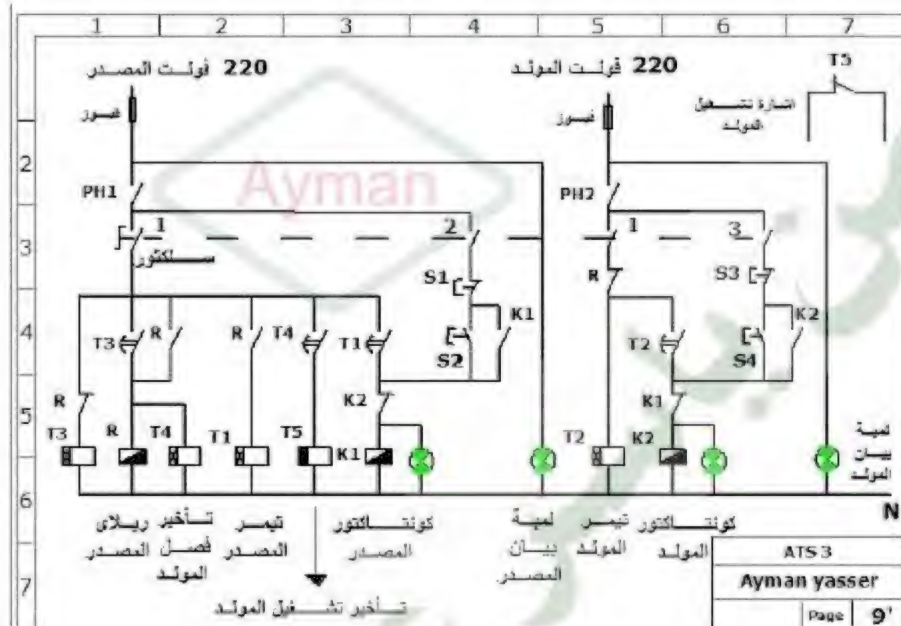 1 2 3 4 5 6 7
220 فولت المصدر
220 فولت المولد
T5
فيوز
فيوز
اشارة تشغيل
المولد
2
Ayman
PH1
PH2
3
1
2
1
3
سلكتور
S1
R
S3
4
T3
R
R
T4
T1
K1
S2
T2
K2
S4
5
R
K2
K1
T3
R
T4
T1
T5
K1
T2
K2
لمبة
بيان
المولد
6
N
ريلاي
المصدر
تأخير
فصل
المولد
تيمر
المصدر
كونتاكتور
المصدر
لمبة
بيان
المصدر
تيمر
المولد
كونتاكتور
المولد
7
تأخير تشغيل المولد
ATS 3
Ayman yasser
Page 9'